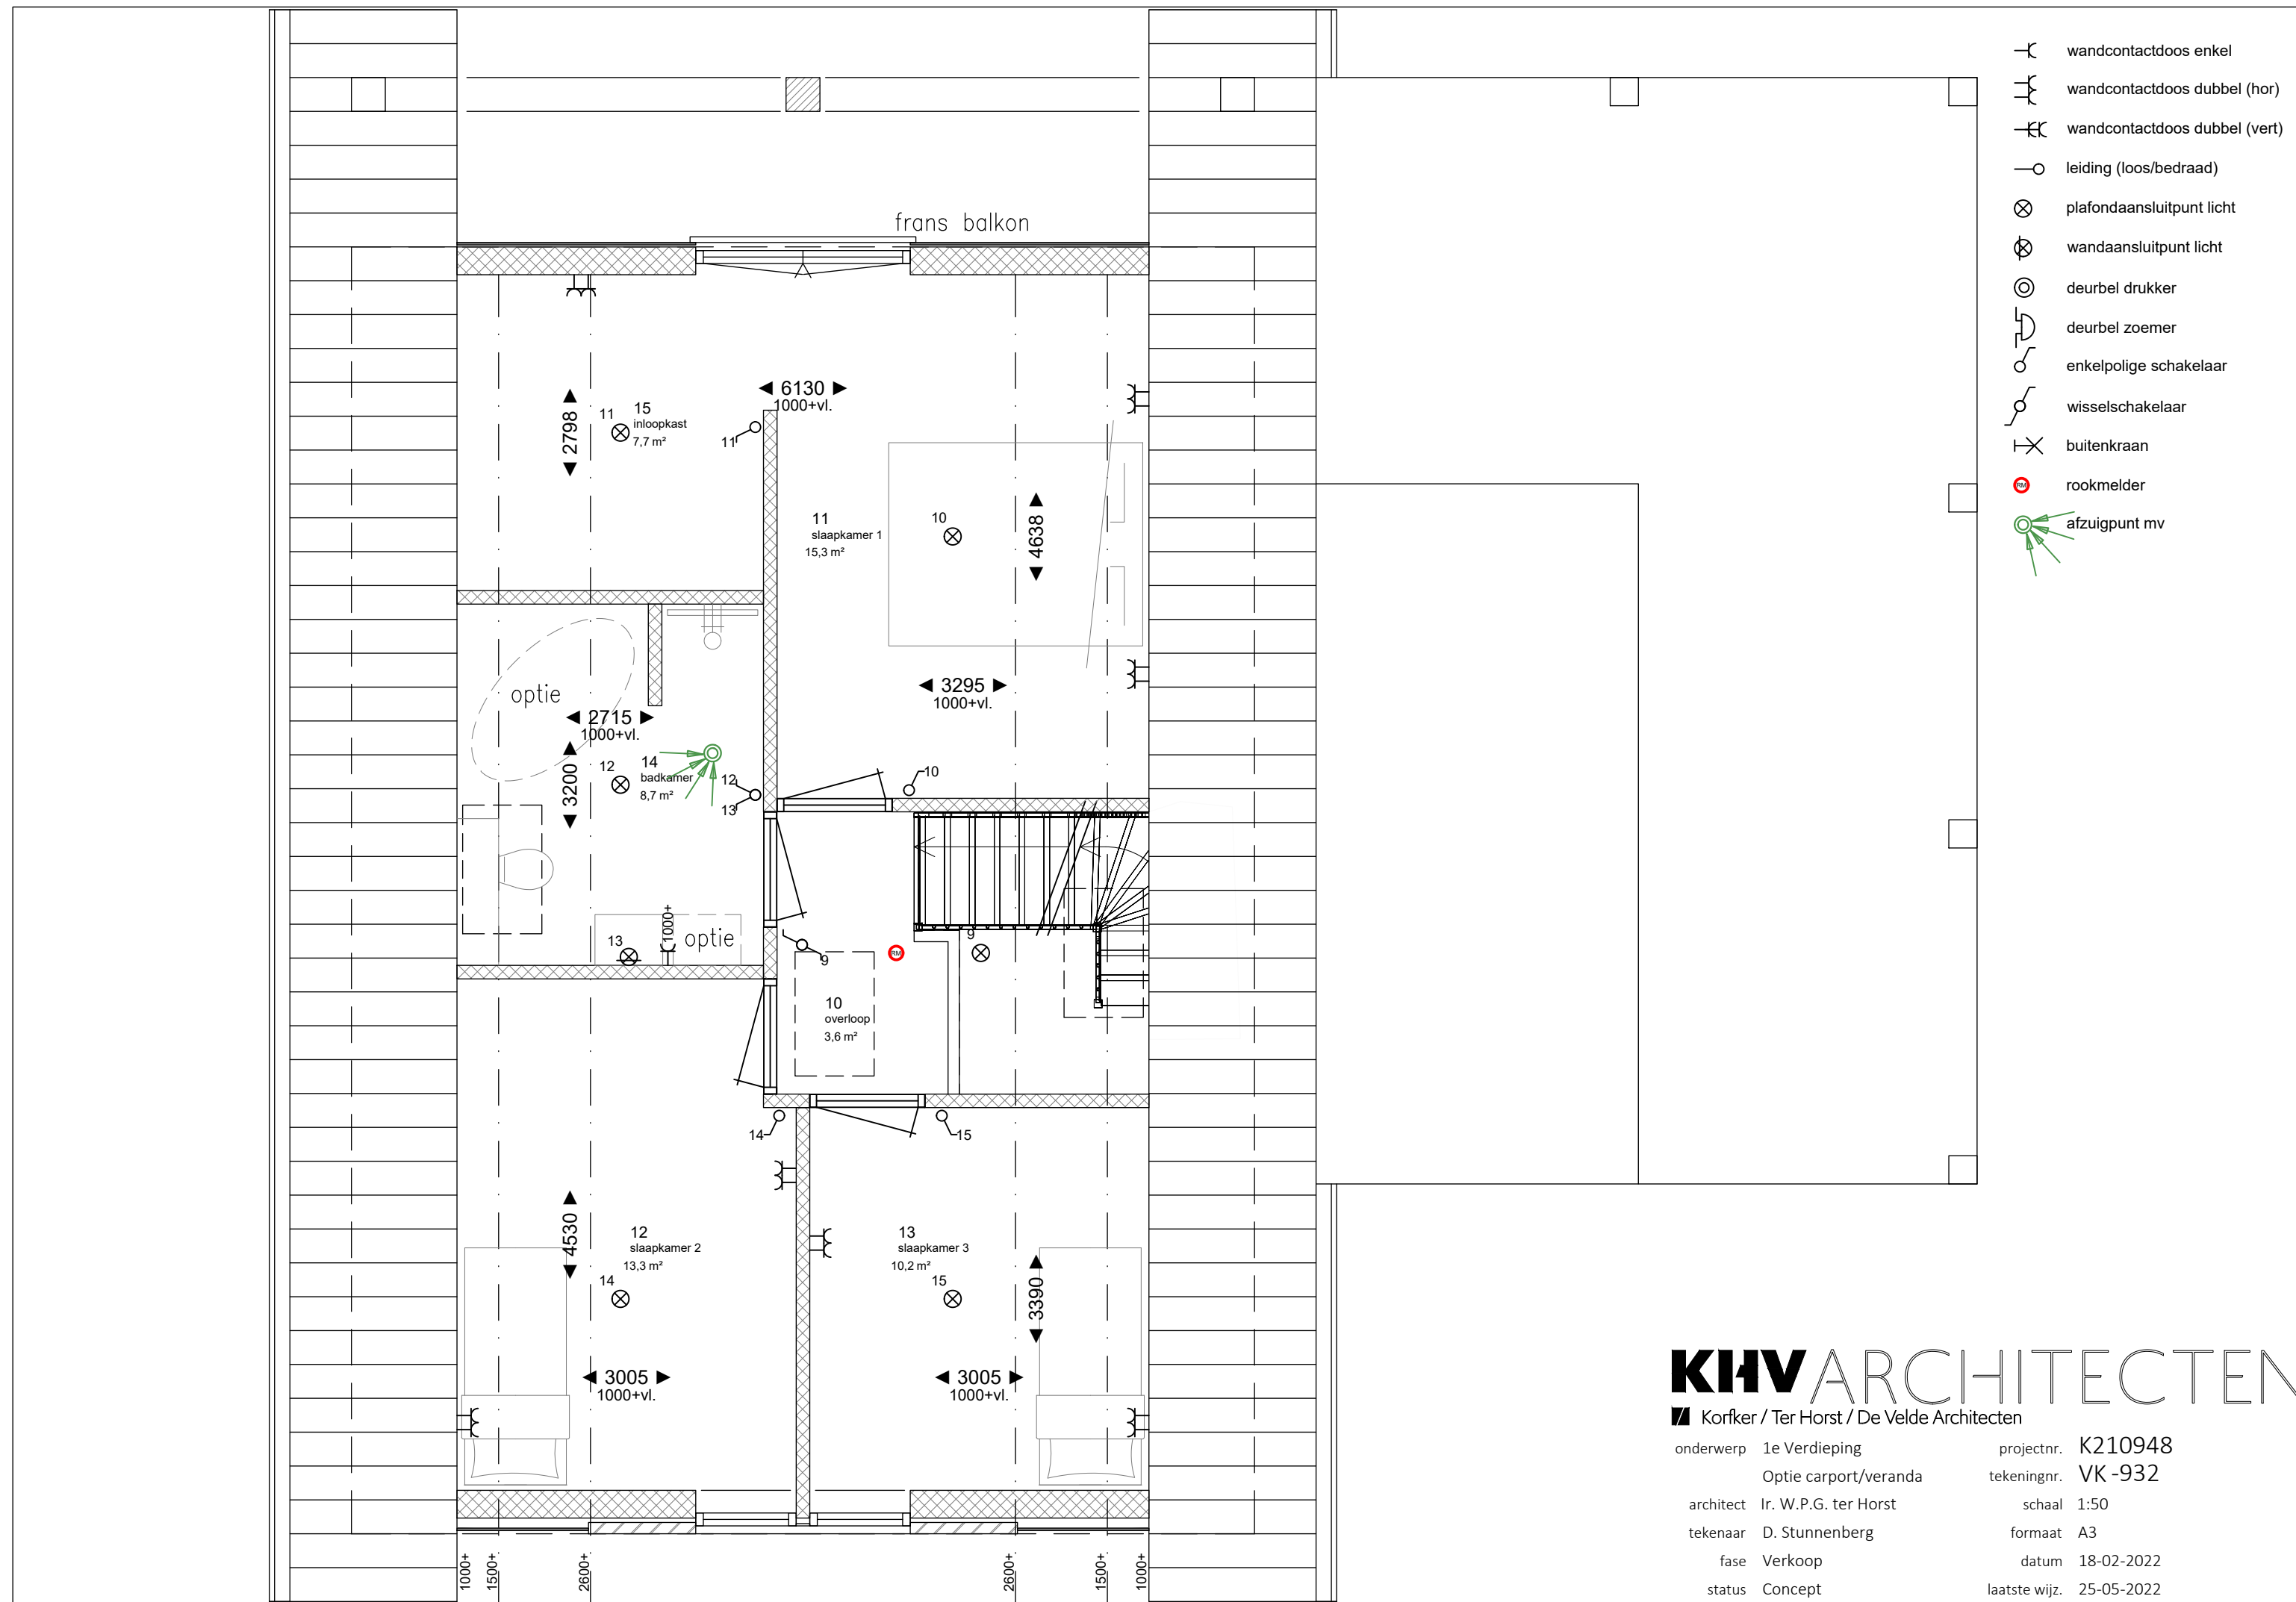 wandcontactdoos enkel
wandcontactdoos dubbel (hor)
wandcontactdoos dubbel (vert)
leiding (loos/bedraad)
plafondaansluitpunt licht
wandaansluitpunt licht
deurbel drukker
deurbel zoemer
enkelpolige schakelaar
wisselschakelaar
buitenkraan
RM rookmelder
afzuigpunt mv
frans balkon
6130
1000+vl.
2798
11
15
inloopkast
7,7 m²
11
11
slaapkamer 1
15,3 m²
10
4638
3295
1000+vl.
optie
2715
1000+vl.
3200
12
14
badkamer
8,7 m²
12
13
10
13
1000+
optie
9
RM
9
10
overloop
3,6 m²
14
15
4530
12
slaapkamer 2
13,3 m²
14
13
slaapkamer 3
10,2 m²
15
3390
3005
1000+vl.
3005
1000+vl.
1000+
1500+
2600+
2600+
1500+
1000+
KHV ARCHITECTEN
Korfker / Ter Horst / De Velde Architecten
onderwerp 1e Verdieping projectnr. K210948
Optie carport/veranda tekeningnr. VK -932
architect Ir. W.P.G. ter Horst schaal 1:50
tekenaar D. Stunnenberg formaat A3
fase Verkoop datum 18-02-2022
status Concept laatste wijz. 25-05-2022